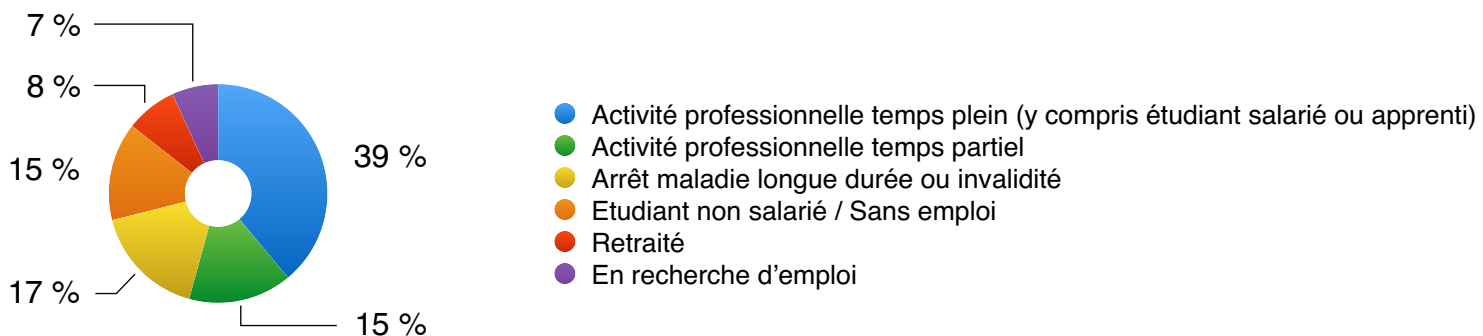 7 %
8 %
15 %
17 %
39 %
15 %
Activité professionnelle temps plein (y compris étudiant salarié ou apprenti)
Activité professionnelle temps partiel
Arrêt maladie longue durée ou invalidité
Etudiant non salarié / Sans emploi
Retraité
En recherche d’emploi